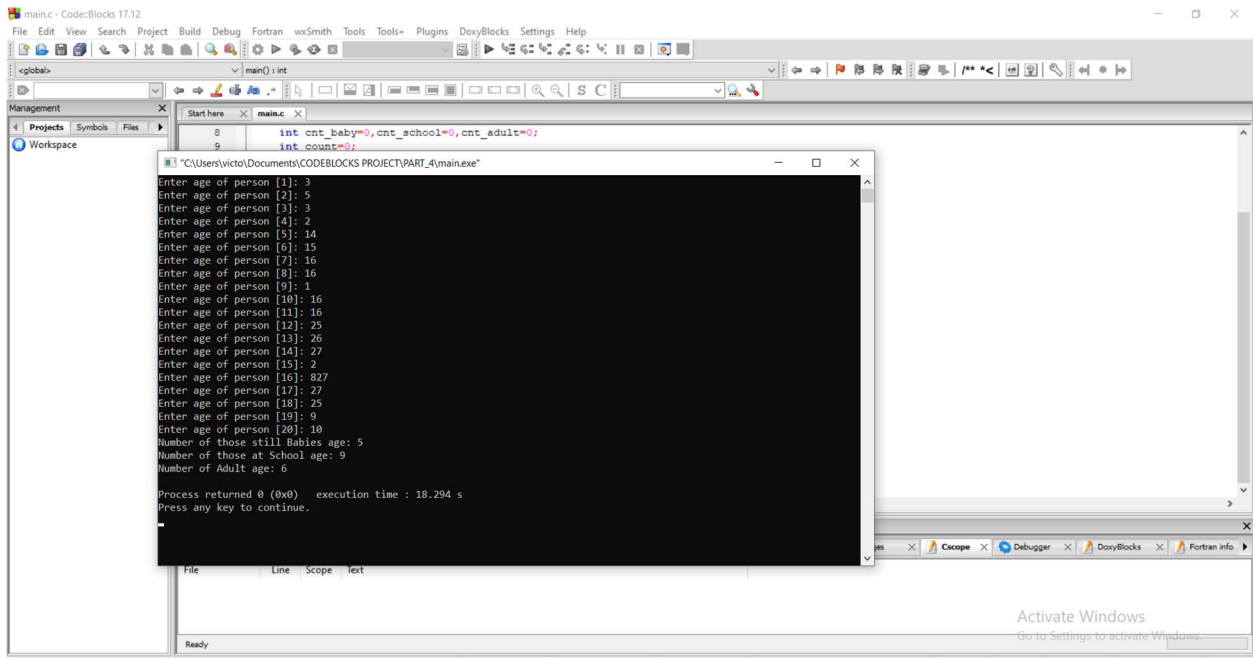 main.c - Code::Blocks 17.12
File Edit View Search Project Build Debug Fortran wxSmith Tools Tools+ Plugins DoxyBlocks Settings Help
<global>
main() : int
/** *<
S C
Management
Start here
main.c
Projects Symbols Files
Workspace
8 int cnt_baby=0,cnt_school=0,cnt_adult=0;
9 int count=0;
"C:\Users\victo\Documents\CODEBLOCKS PROJECT\PART_4\main.exe"
Enter age of person [1]: 3
Enter age of person [2]: 5
Enter age of person [3]: 3
Enter age of person [4]: 2
Enter age of person [5]: 14
Enter age of person [6]: 15
Enter age of person [7]: 16
Enter age of person [8]: 16
Enter age of person [9]: 1
Enter age of person [10]: 16
Enter age of person [11]: 16
Enter age of person [12]: 25
Enter age of person [13]: 26
Enter age of person [14]: 27
Enter age of person [15]: 2
Enter age of person [16]: 827
Enter age of person [17]: 27
Enter age of person [18]: 25
Enter age of person [19]: 9
Enter age of person [20]: 10
Number of those still Babies age: 5
Number of those at School age: 9
Number of Adult age: 6
Process returned 0 (0x0) execution time : 18.294 s
Press any key to continue.
Cscope Debugger DoxyBlocks Fortran info
File Line Scope Text
Activate Windows
Go to Settings to activate Windows.
Ready